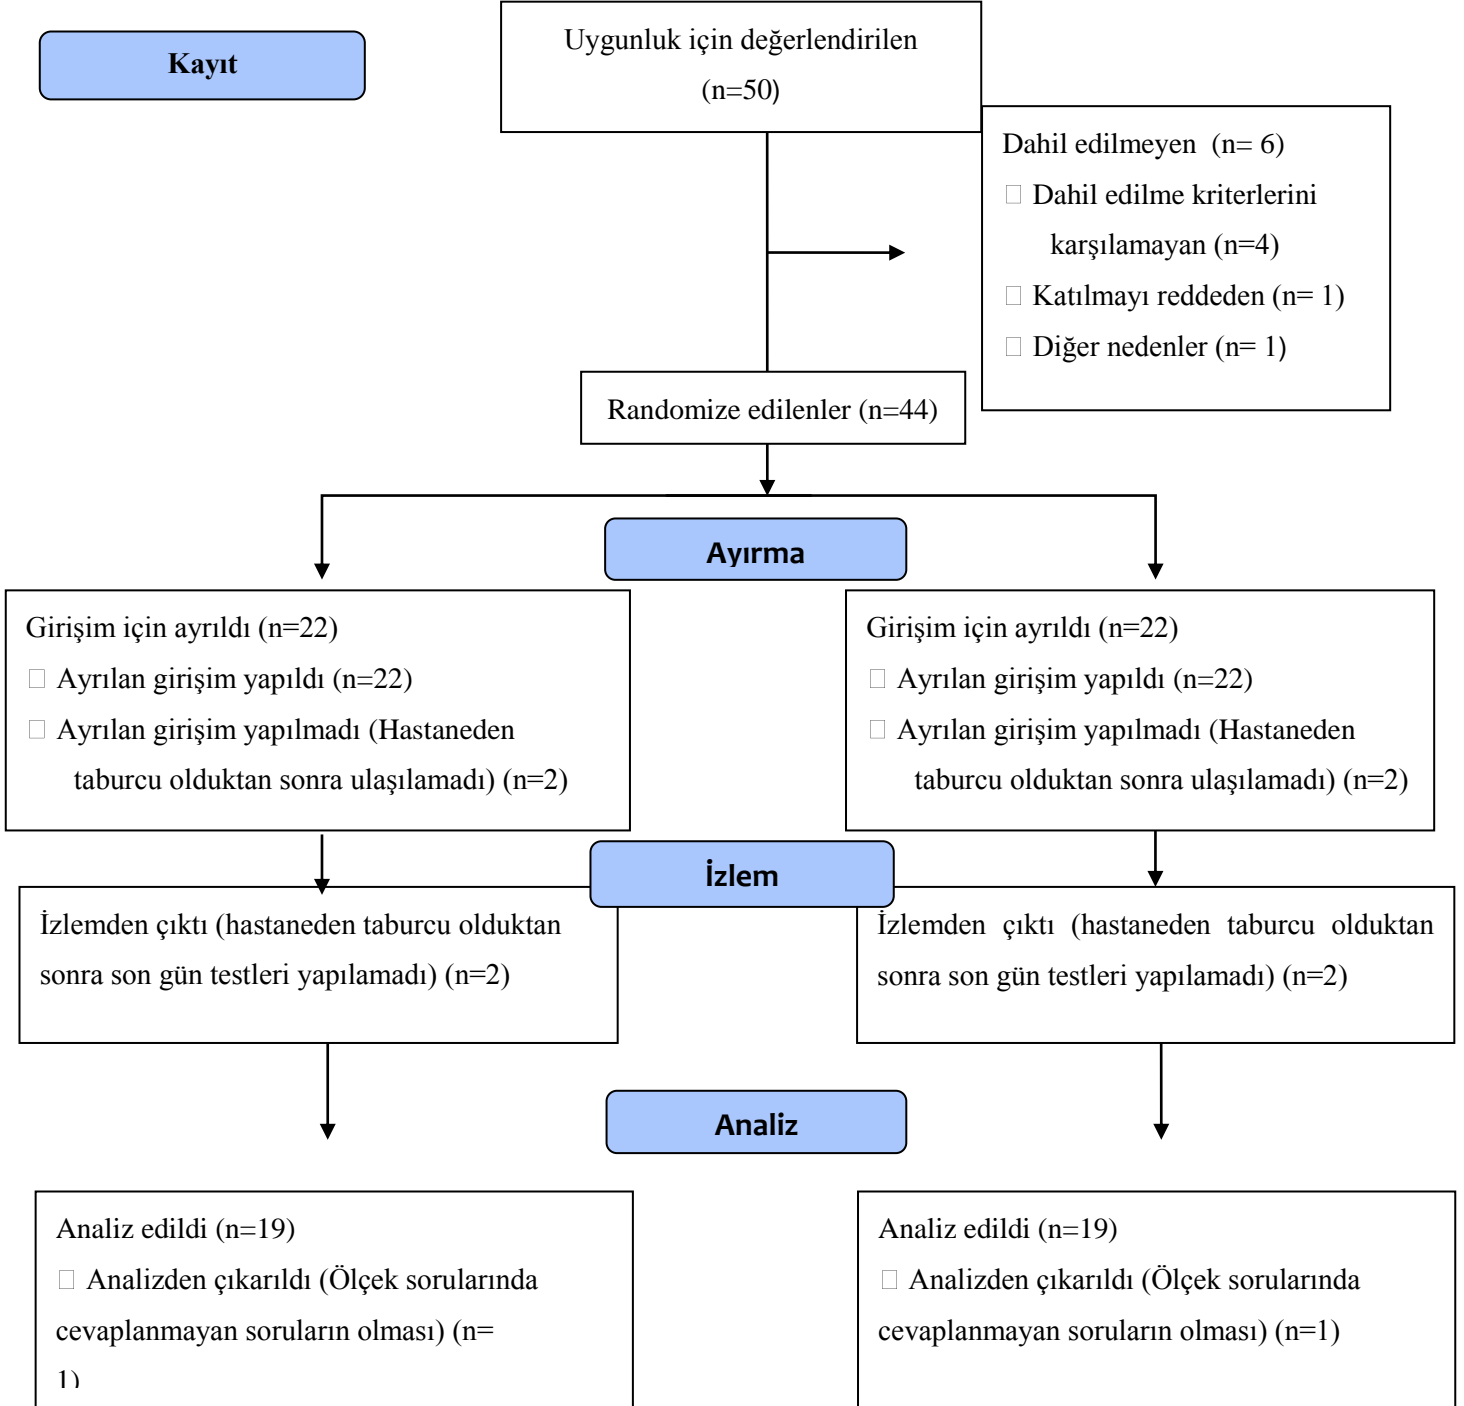 Kayıt
Uygunluk için değerlendirilen
(n=50)
Dahil edilmeyen (n= 6)
Dahil edilme kriterlerini
karşılamayan (n=4)
Katılmayı reddeden (n= 1)
Diğer nedenler (n= 1)
Randomize edilenler (n=44)
Ayırma
Girişim için ayrıldı (n=22)
Ayrılan girişim yapıldı (n=22)
Ayrılan girişim yapılmadı (Hastaneden
taburcu olduktan sonra ulaşılamadı) (n=2)
Girişim için ayrıldı (n=22)
Ayrılan girişim yapıldı (n=22)
Ayrılan girişim yapılmadı (Hastaneden
taburcu olduktan sonra ulaşılamadı) (n=2)
İzlem
İzlemden çıktı (hastaneden taburcu olduktan
sonra son gün testleri yapılamadı) (n=2)
İzlemden çıktı (hastaneden taburcu olduktan
sonra son gün testleri yapılamadı) (n=2)
Analiz
Analiz edildi (n=19)
Analizden çıkarıldı (Ölçek sorularında
cevaplanmayan soruların olması) (n=
1)
Analiz edildi (n=19)
Analizden çıkarıldı (Ölçek sorularında
cevaplanmayan soruların olması) (n=1)